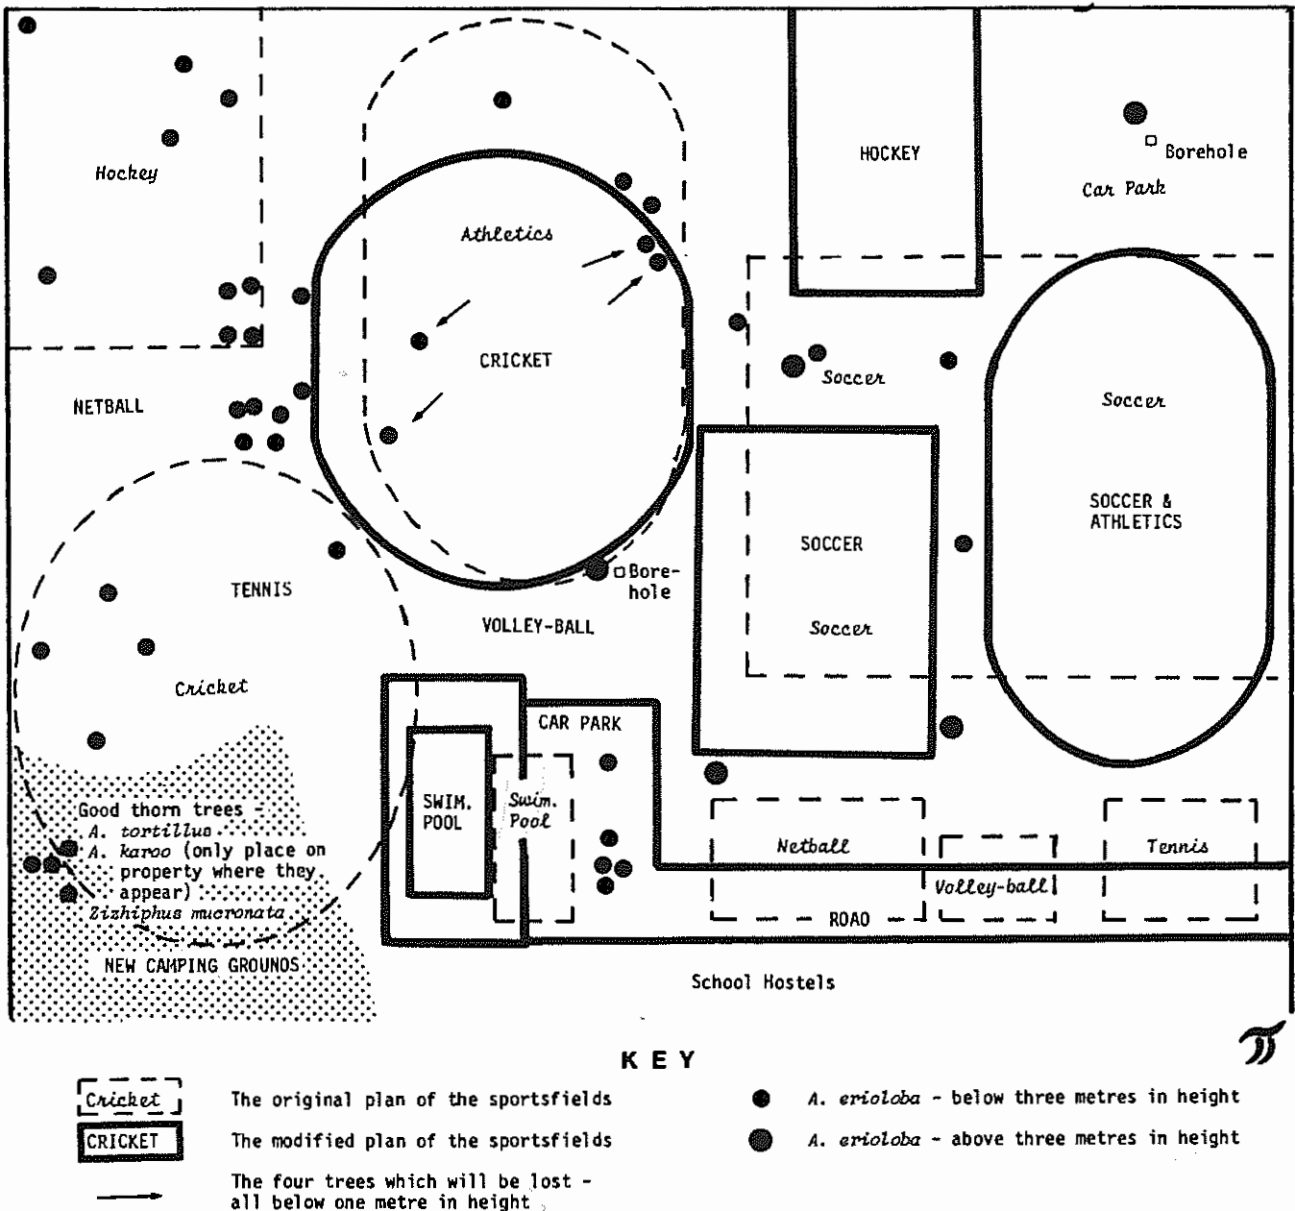 HOCKEY
Borehole
Car Park
Hockey
Athletics
CRICKET
Soccer
Soccer
NETBALL
SOCCER &
ATHLETICS
SOCCER
Bore-
hole
TENNIS
VOLLEY-BALL
Soccer
Cricket
CAR PARK
SWIM.
POOL
Swim.
Pool
Good thorn trees -
A. tortillus
A. karoo (only place on
property where they
appear)
Zizhiphus mucronata
Netball
Tennis
Volley-ball
ROAD
NEW CAMPING GROUNDS
School Hostels
KEY
Cricket
The original plan of the sportsfields
CRICKET
The modified plan of the sportsfields
The four trees which will be lost -
all below one metre in height
A. erioloba - below three metres in height
A. erioloba - above three metres in height